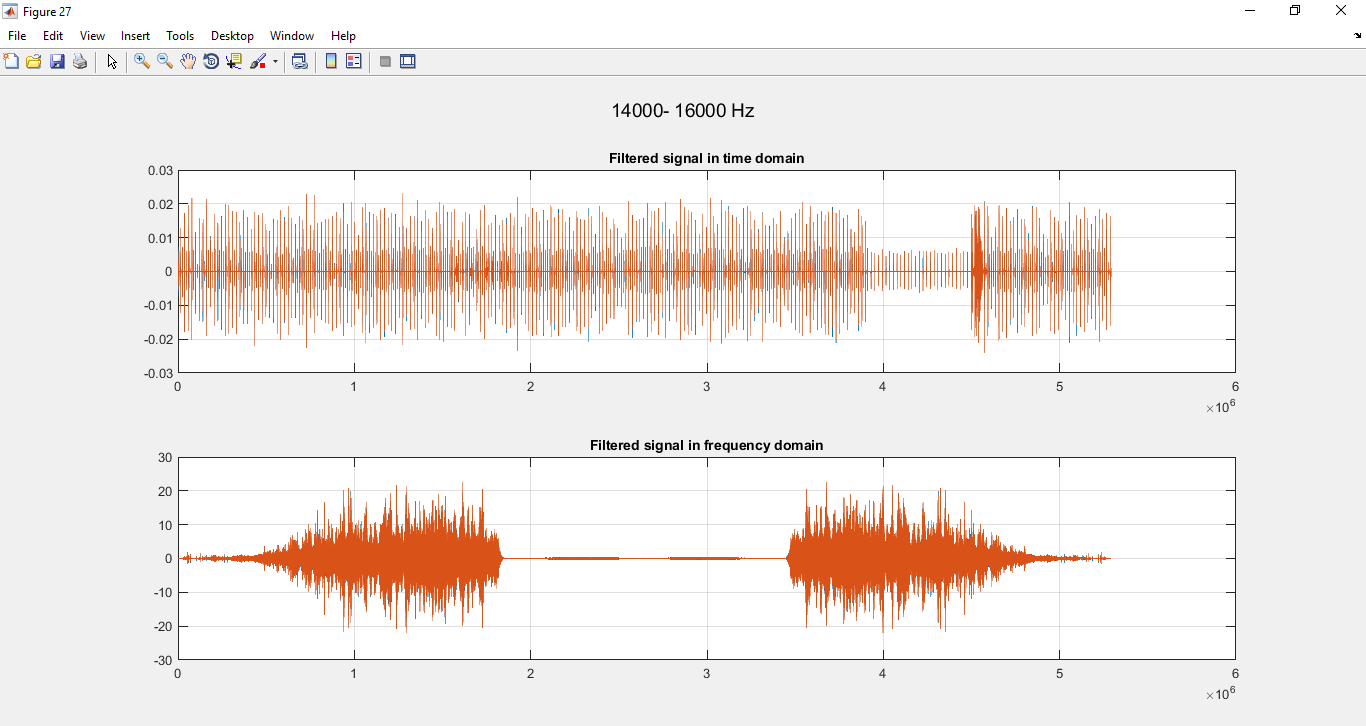 Figure 27
File Edit View Insert Tools Desktop Window Help
14000- 16000 Hz
Filtered signal in time domain
0.03
0.02
0.01
0
-0.01
-0.02
-0.03
0 1 2 3 4 5 6
×10^6
Filtered signal in frequency domain
30
20
10
0
-10
-20
-30
0 1 2 3 4 5 6
×10^6